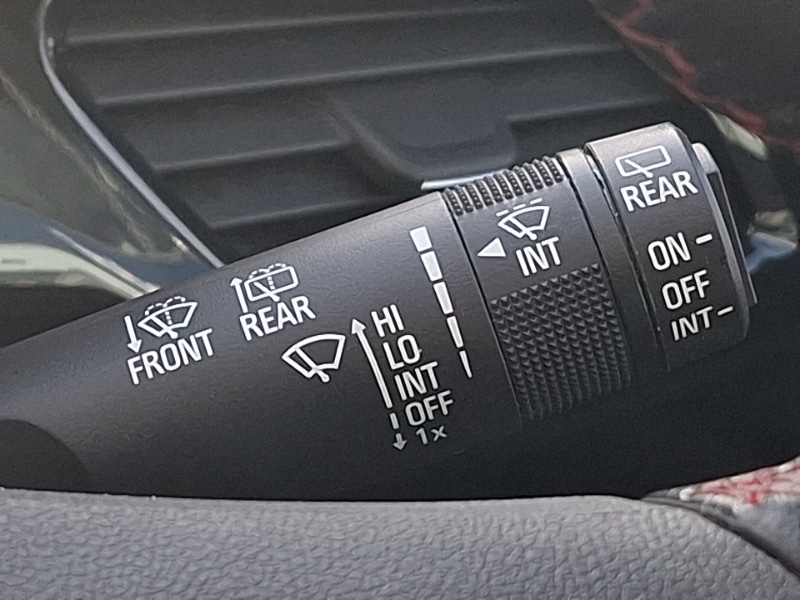 FRONT
REAR
HI
LO
INT
OFF
1x
INT
REAR
ON -
OFF
INT -